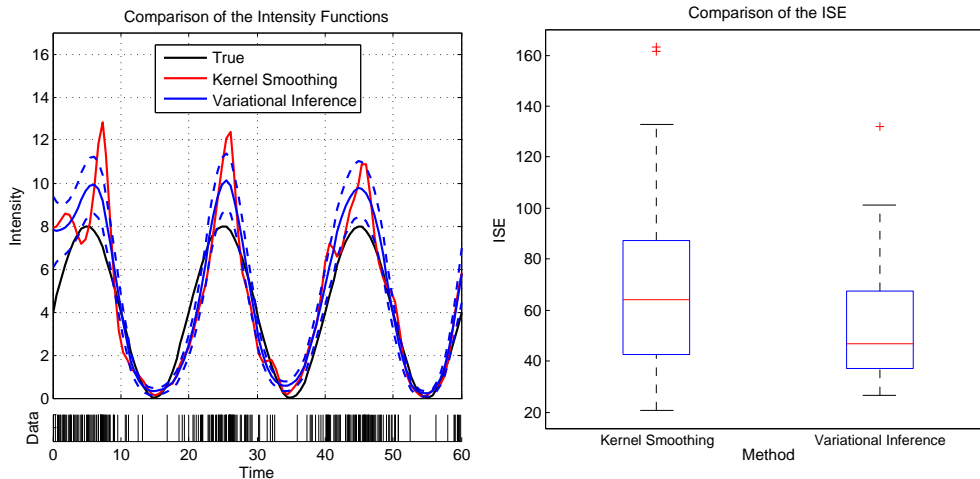 Comparison of the Intensity Functions
16
14
12
10
8
6
4
2
0
Intensity
True
Kernel Smoothing
Variational Inference
Data
0 10 20 30 40 50 60
Time
Comparison of the ISE
160
140
120
100
80
60
40
20
ISE
Kernel Smoothing Variational Inference
Method